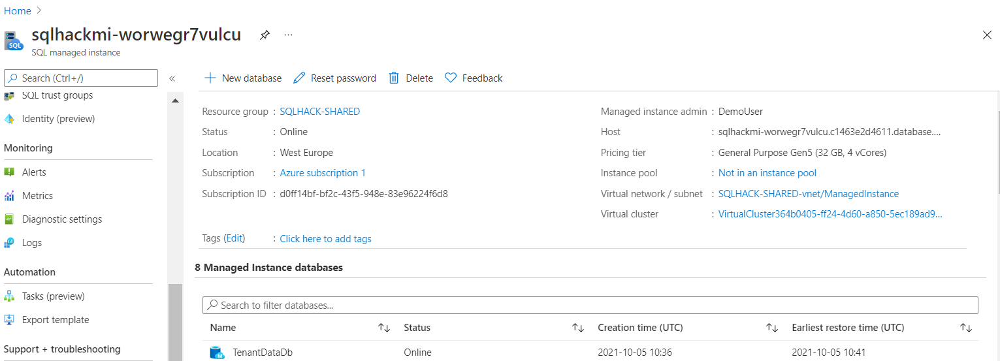 Home >
sqlhackmi-worwegr7vulcu ...
SQL
SQL managed instance
Search (Ctrl+/) «
SQL trust groups
Identity (preview)
Monitoring
Alerts
Metrics
Diagnostic settings
Logs
Automation
Tasks (preview)
Export template
Support + troubleshooting
New database Reset password Delete Feedback
Resource group : SQLHACK-SHARED
Status : Online
Location : West Europe
Subscription : Azure subscription 1
Subscription ID : d0ff14bf-bf2c-43f5-948e-83e96224f6d8
Tags (Edit) : Click here to add tags
Managed instance admin : DemoUser
Host : sqlhackmi-worwegr7vulcu.c1463e2d4611.database....
Pricing tier : General Purpose Gen5 (32 GB, 4 vCores)
Instance pool : Not in an instance pool
Virtual network / subnet : SQLHACK-SHARED-vnet/ManagedInstance
Virtual cluster : VirtualCluster364b0405-ff24-4d60-a850-5ec189ad9...
8 Managed Instance databases
Search to filter databases...
Name Status Creation time (UTC) Earliest restore time (UTC)
TenantDataDb Online 2021-10-05 10:36 2021-10-05 10:41